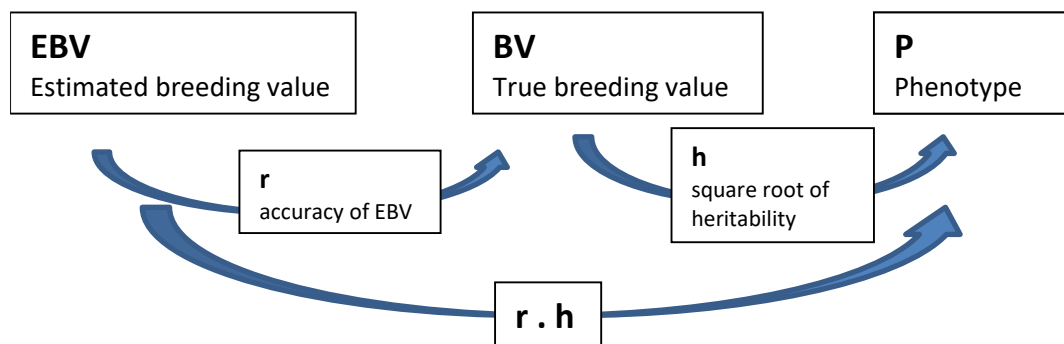 EBV
Estimated breeding value
BV
True breeding value
P
Phenotype
r
accuracy of EBV
h
square root of
heritability
r . h